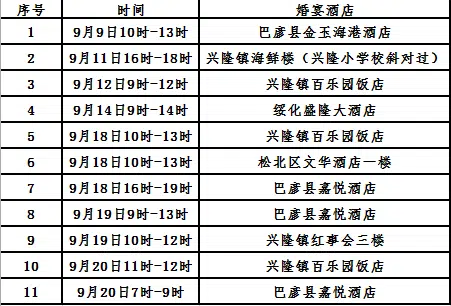 序号 时间 婚宴酒店
1 9月9日10时-13时 巴彦县金玉海港酒店
2 9月11日16时-18时 兴隆镇海鲜楼（兴隆小学校斜对过）
3 9月12日9时-12时 兴隆镇百乐园饭店
4 9月14日9时-14时 绥化盛隆大酒店
5 9月18日10时-13时 兴隆镇百乐园饭店
6 9月18日10时-13时 松北区文华酒店一楼
7 9月18日16时-19时 巴彦县嘉悦酒店
8 9月19日9时-13时 巴彦县嘉悦酒店
9 9月19日10时-12时 兴隆镇红事会三楼
10 9月20日11时-12时 兴隆镇百乐园饭店
11 9月20日7时-9时 巴彦县嘉悦酒店